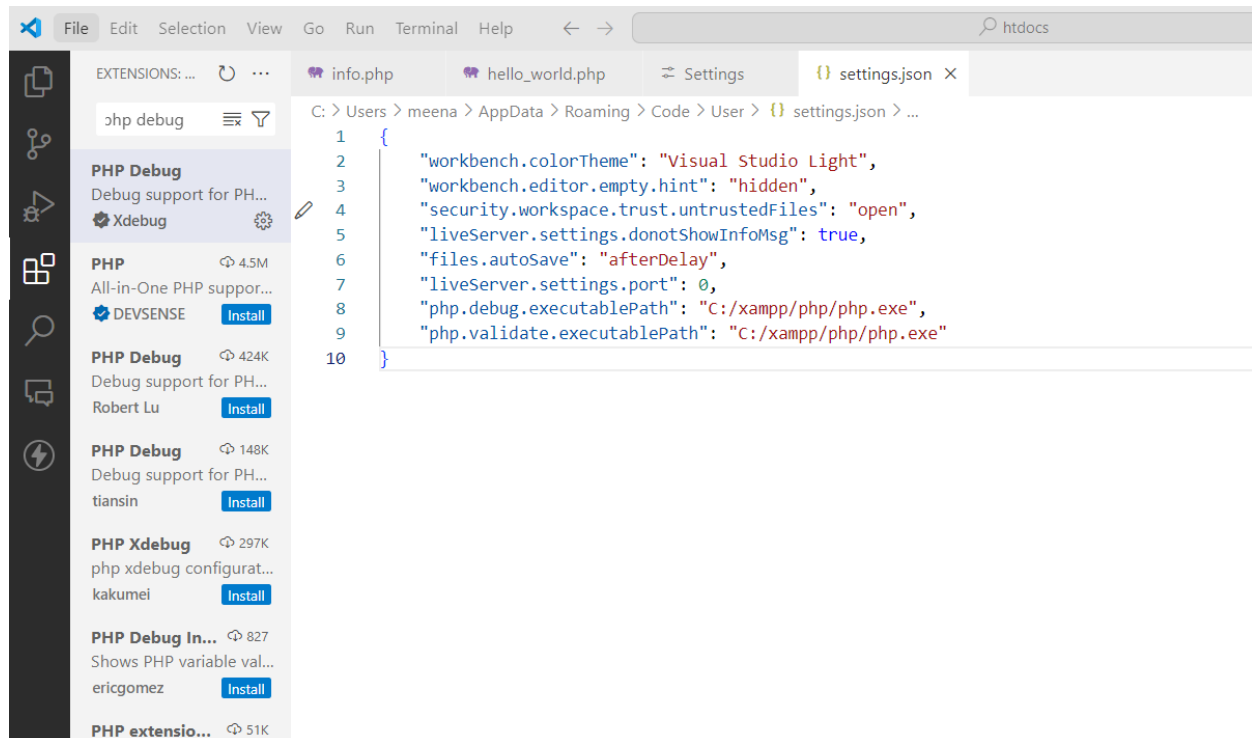 File Edit Selection View Go Run Terminal Help htdocs
EXTENSIONS: ...
php debug
PHP Debug
Debug support for PH...
Xdebug
PHP 4.5M
All-in-One PHP suppor...
DEVSENSE Install
PHP Debug 424K
Debug support for PH...
Robert Lu Install
PHP Debug 148K
Debug support for PH...
tiansin Install
PHP Xdebug 297K
php xdebug configurat...
kakumei Install
PHP Debug In... 827
Shows PHP variable val...
ericgomez Install
PHP extensio... 51K
info.php hello_world.php Settings {} settings.json
C: > Users > meena > AppData > Roaming > Code > User > {} settings.json > ...
1 {
2 "workbench.colorTheme": "Visual Studio Light",
3 "workbench.editor.empty.hint": "hidden",
4 "security.workspace.trust.untrustedFiles": "open",
5 "liveServer.settings.donotShowInfoMsg": true,
6 "files.autoSave": "afterDelay",
7 "liveServer.settings.port": 0,
8 "php.debug.executablePath": "C:/xampp/php/php.exe",
9 "php.validate.executablePath": "C:/xampp/php/php.exe"
10 }